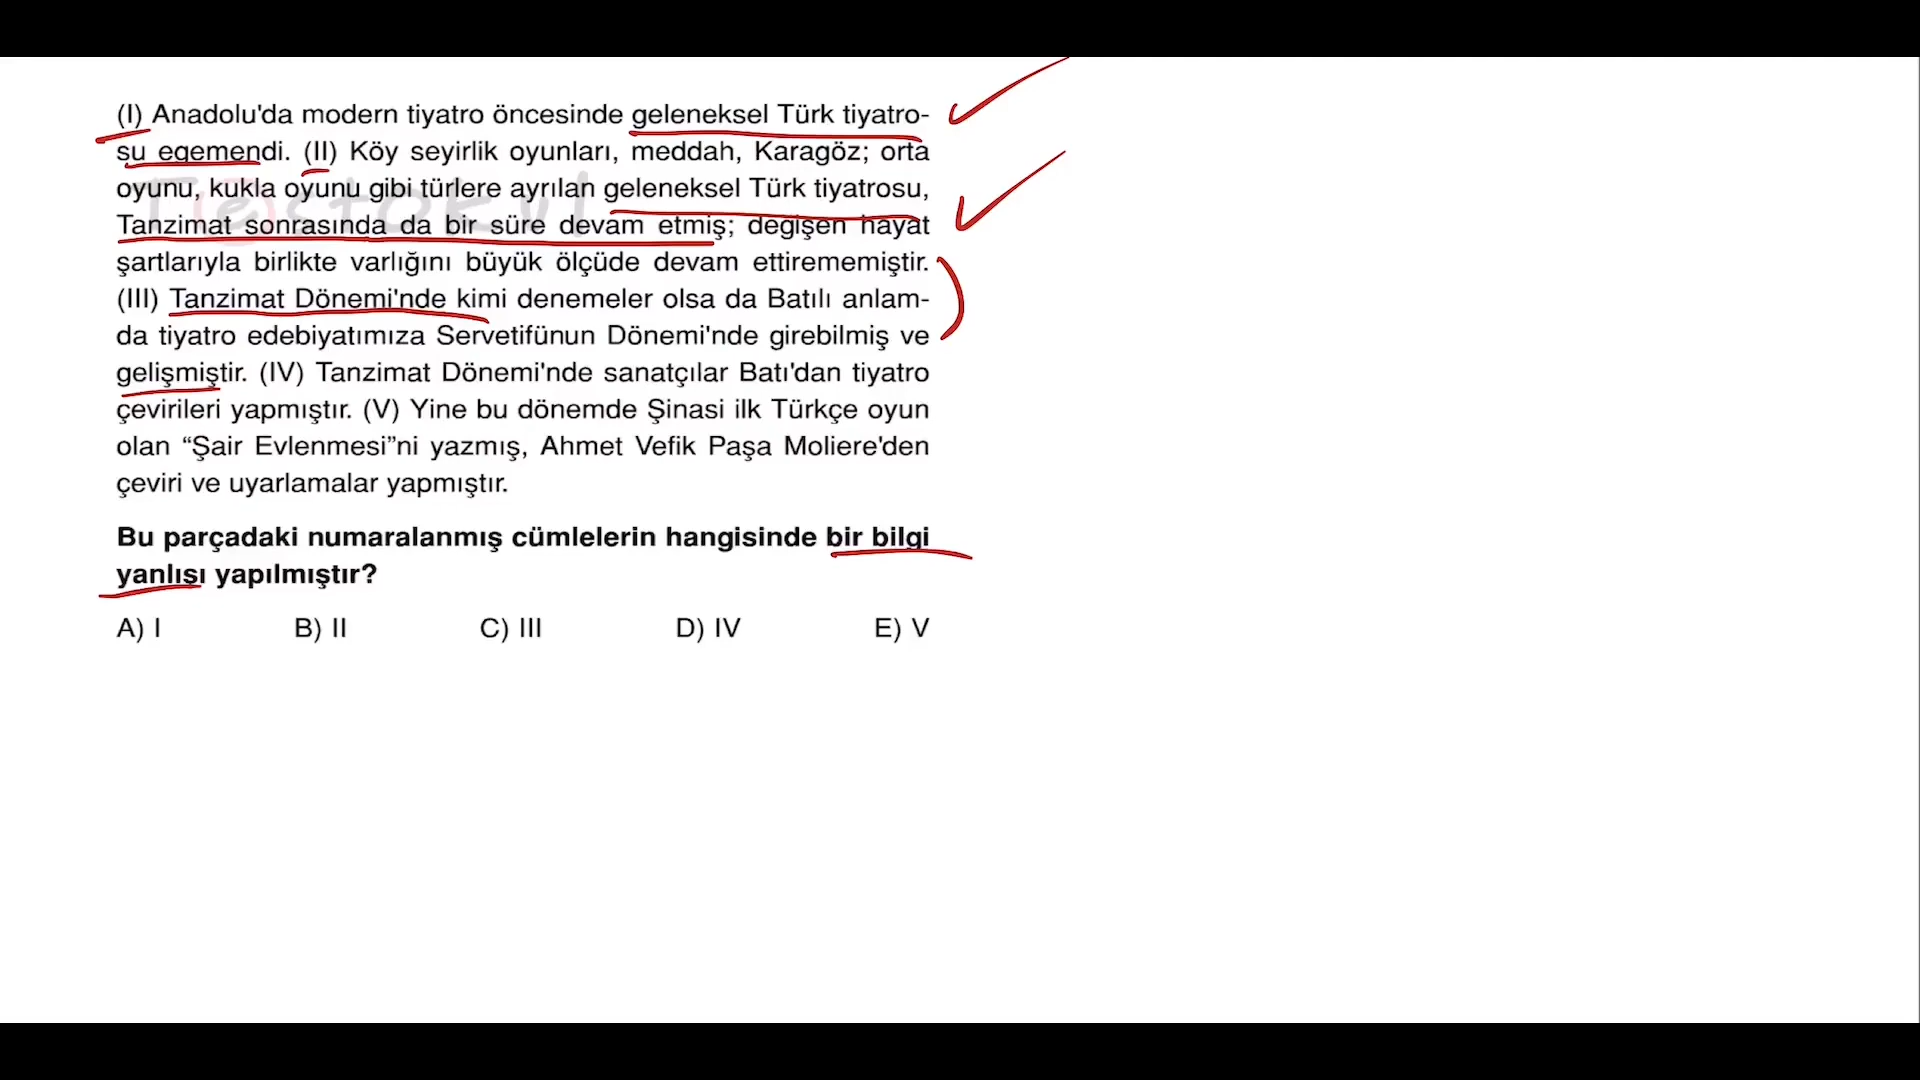 (I) Anadolu'da modern tiyatro öncesinde geleneksel Türk tiyatro-
su egemendi. (II) Köy seyirlik oyunları, meddah, Karagöz; orta
oyunu, kukla oyunu gibi türlere ayrılan geleneksel Türk tiyatrosu,
Tanzimat sonrasında da bir süre devam etmiş; değişen hayat
şartlarıyla birlikte varlığını büyük ölçüde devam ettirememiştir.
(III) Tanzimat Dönemi'nde kimi denemeler olsa da Batılı anlam-
da tiyatro edebiyatımıza Servetifünun Dönemi'nde girebilmiş ve
gelişmiştir. (IV) Tanzimat Dönemi'nde sanatçılar Batı'dan tiyatro
çevirileri yapmıştır. (V) Yine bu dönemde Şinasi ilk Türkçe oyun
olan “Şair Evlenmesi”ni yazmış, Ahmet Vefik Paşa Moliere'den
çeviri ve uyarlamalar yapmıştır.
Bu parçadaki numaralanmış cümlelerin hangisinde bir bilgi
yanlışı yapılmıştır?
A) I B) II C) III D) IV E) V
Testokul